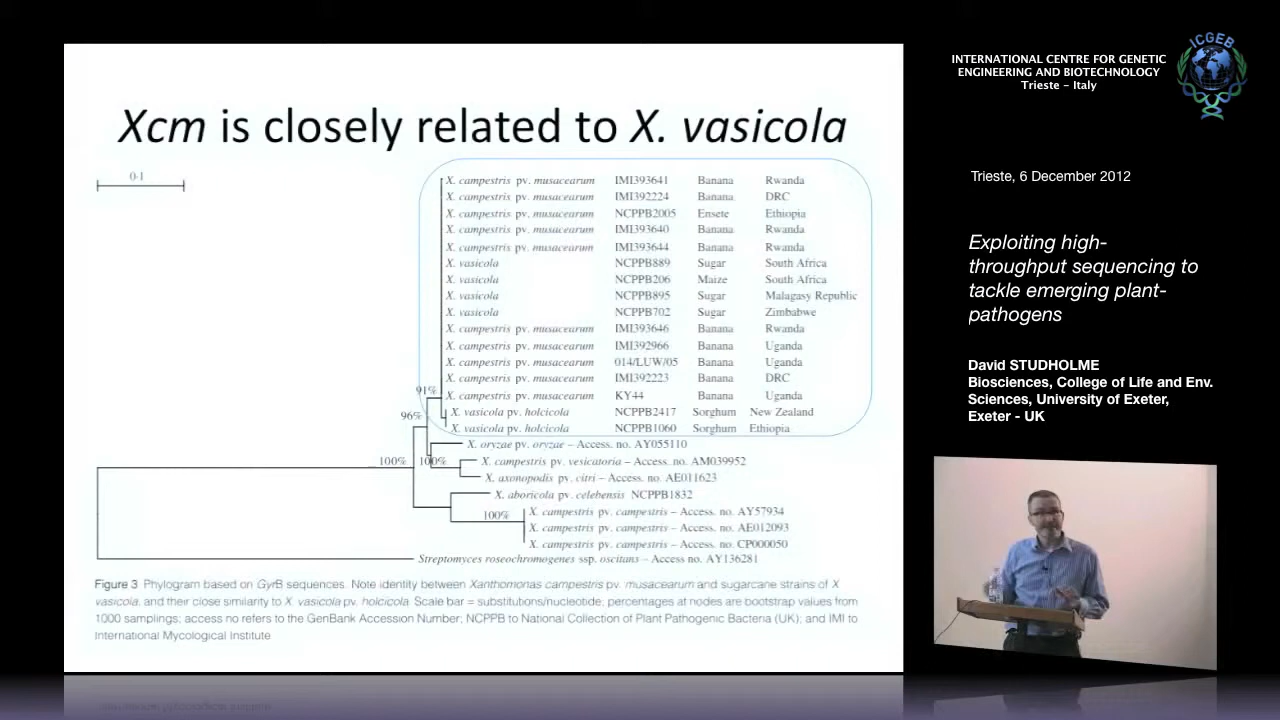 Xcm is closely related to X. vasicola
0·1
X. campestris pv. musacearum IMI393641 Banana Rwanda
X. campestris pv. musacearum IMI392224 Banana DRC
X. campestris pv. musacearum NCPPB2005 Ensete Ethiopia
X. campestris pv. musacearum IMI393640 Banana Rwanda
X. campestris pv. musacearum IMI393644 Banana Rwanda
X. vasicola NCPPB889 Sugar South Africa
X. vasicola NCPPB206 Maize South Africa
X. vasicola NCPPB895 Sugar Malagasy Republic
X. vasicola NCPPB702 Sugar Zimbabwe
X. campestris pv. musacearum IMI393646 Banana Rwanda
X. campestris pv. musacearum IMI392966 Banana Uganda
X. campestris pv. musacearum 014/LUW/05 Banana Uganda
X. campestris pv. musacearum IMI392223 Banana DRC
91%
X. campestris pv. musacearum KY44 Banana Uganda
96%
X. vasicola pv. holcicola NCPPB2417 Sorghum New Zealand
X. vasicola pv. holcicola NCPPB1060 Sorghum Ethiopia
X. oryzae pv. oryzae – Access. no. AY055110
100% 100% X. campestris pv. vesicatoria – Access. no. AM039952
X. axonopodis pv. citri – Access. no. AE011623
X. aboricola pv. celebensis NCPPB1832
100% X. campestris pv. campestris – Access. no. AY57934
X. campestris pv. campestris – Access. no. AE012093
X. campestris pv. campestris – Access. no. CP000050
Streptomyces roseochromogenes ssp. oscitans – Access. no. AY136281
Figure 3 Phylogram based on GyrB sequences. Note identity between Xanthomonas campestris pv. musacearum and sugarcane strains of X
vasicola, and their close similarity to X. vasicola pv. holcicola. Scale bar = substitutions/nucleotide; percentages at nodes are bootstrap values from
1000 samplings; access no refers to the GenBank Accession Number; NCPPB to National Collection of Plant Pathogenic Bacteria (UK); and IMI to
International Mycological Institute
INTERNATIONAL CENTRE FOR GENETIC
ENGINEERING AND BIOTECHNOLOGY
Trieste – Italy
ICGEB
Trieste, 6 December 2012
Exploiting high-
throughput sequencing to
tackle emerging plant-
pathogens
David STUDHOLME
Biosciences, College of Life and Env.
Sciences, University of Exeter,
Exeter - UK